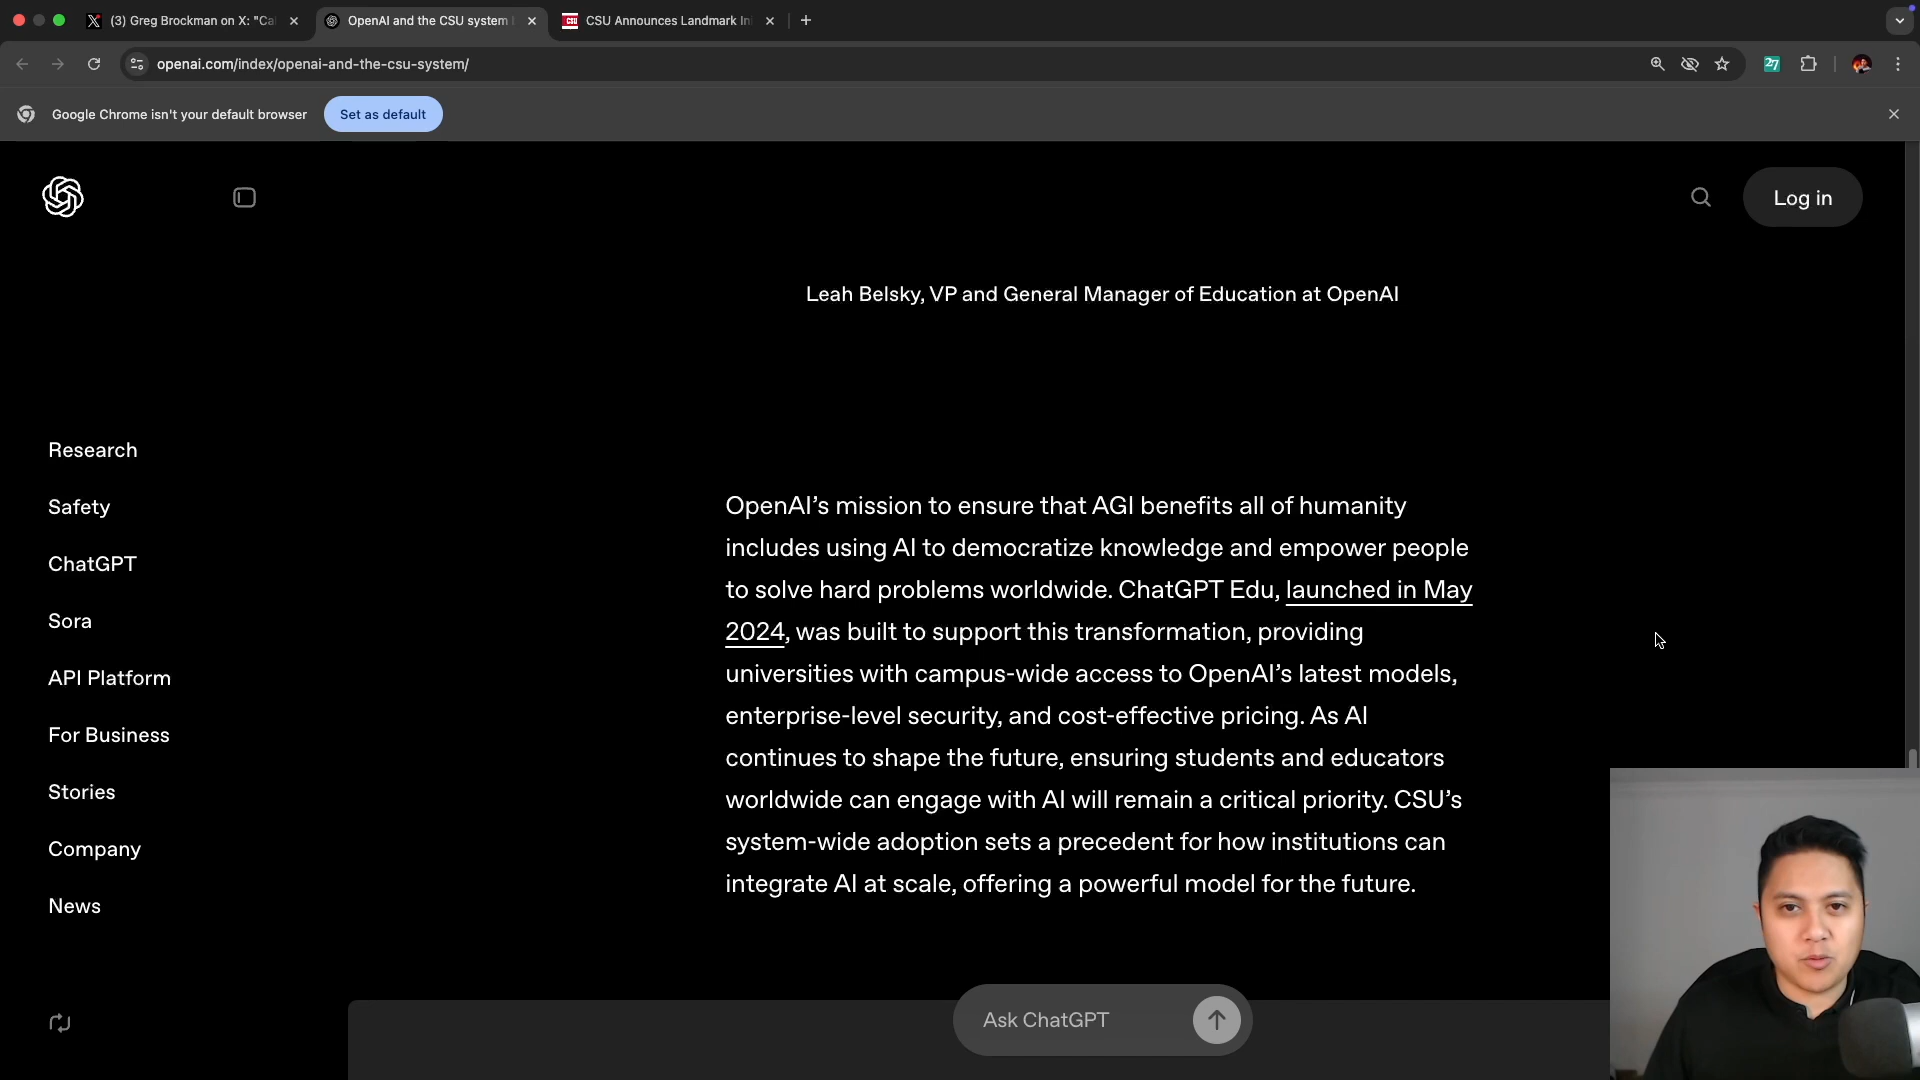 (3) Greg Brockman on X: "Ca
OpenAI and the CSU system
CSU
CSU Announces Landmark In
openai.com/index/openai-and-the-csu-system/
27
Google Chrome isn't your default browser
Set as default
Log in
Leah Belsky, VP and General Manager of Education at OpenAI
Research
Safety
ChatGPT
Sora
API Platform
For Business
Stories
Company
News
OpenAI’s mission to ensure that AGI benefits all of humanity
includes using AI to democratize knowledge and empower people
to solve hard problems worldwide. ChatGPT Edu, launched in May
2024, was built to support this transformation, providing
universities with campus-wide access to OpenAI’s latest models,
enterprise-level security, and cost-effective pricing. As AI
continues to shape the future, ensuring students and educators
worldwide can engage with AI will remain a critical priority. CSU’s
system-wide adoption sets a precedent for how institutions can
integrate AI at scale, offering a powerful model for the future.
Ask ChatGPT